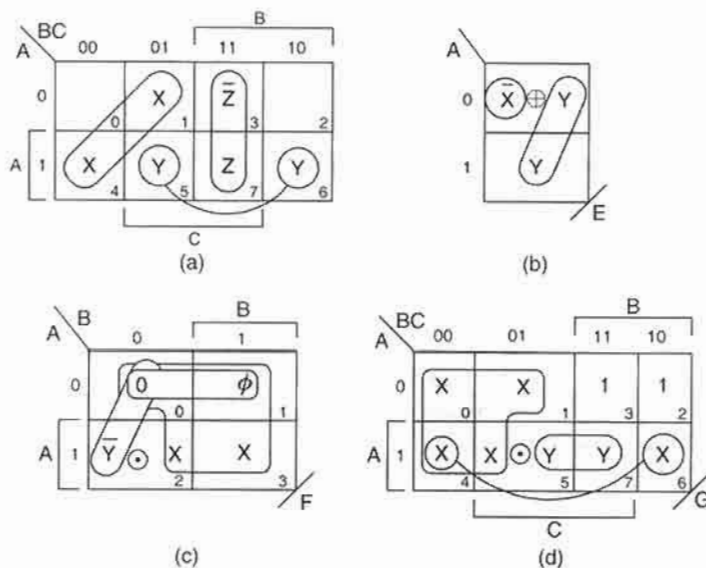 BC B
A 00 01 11 10 A
0 X Z̄ 0 X̄ ⊕ Y
0 1 3 2
A 1 X Y Z Y 1 Y
4 5 7 6 E
C
(a) (b)
B B BC B
A 0 1 A 00 01 11 10
0 0 ϕ 0 X X 1 1
0 1 0 1 3 2
A 1 Ȳ ⊙ X X A 1 X X ⊙ Y Y X
2 3 4 5 7 6
F G
C
(c) (d)